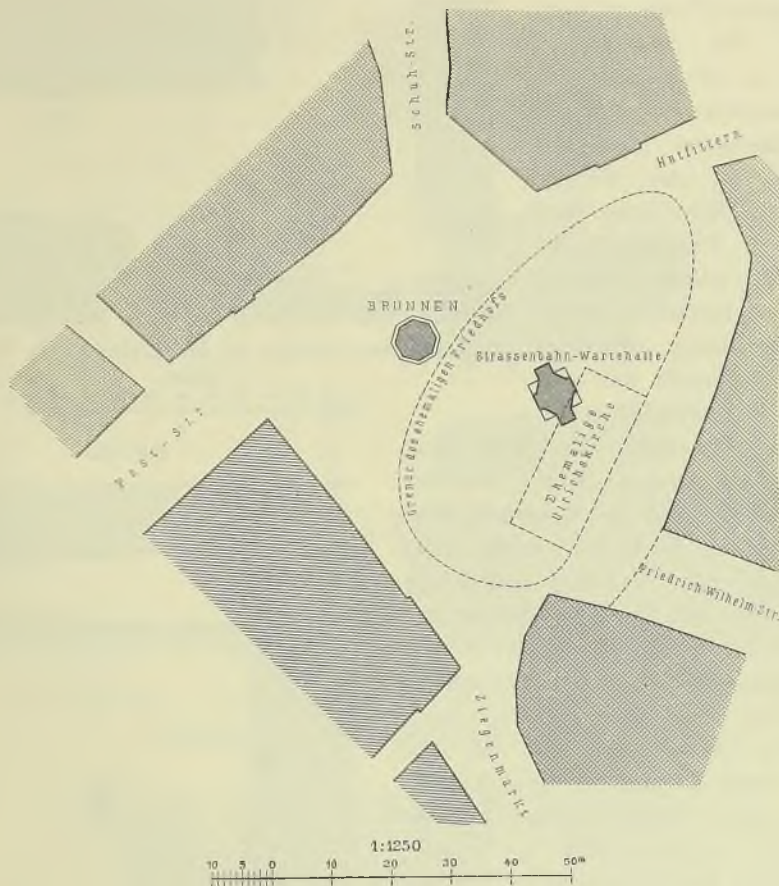 Schuh-Str.
Hutfiltern
BRUNNEN
Grenze des ehemaligen Friedhofs
Strassenbahn-Wartehalle
Ehemalige
Ulrichskirche
Post-Str
Friedrich-Wilhelm-Str.
Ziegenmarkt
1:1250
10 5 0 10 20 30 40 50m